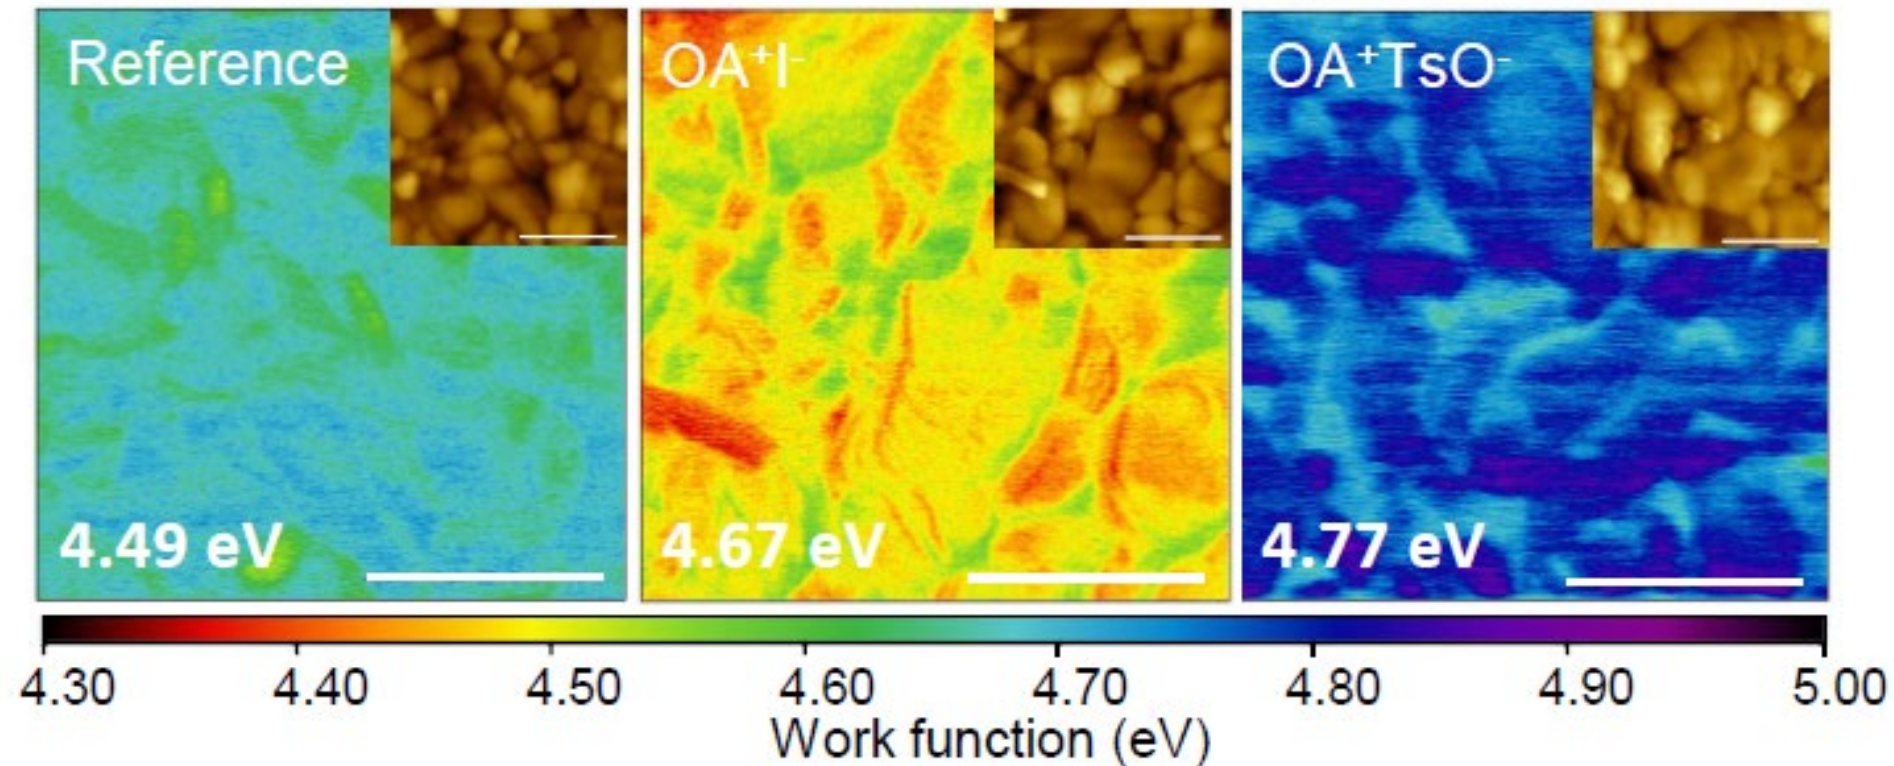 Reference
OA⁺I⁻
OA⁺TsO⁻
4.49 eV
4.67 eV
4.77 eV
4.30 4.40 4.50 4.60 4.70 4.80 4.90 5.00
Work function (eV)